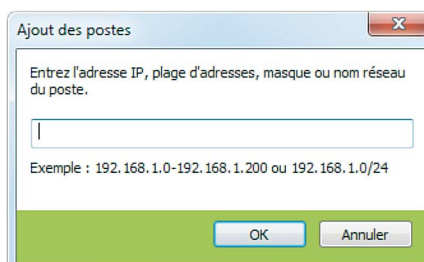 Ajout des postes
Entrez l'adresse IP, plage d'adresses, masque ou nom réseau
du poste.
Exemple : 192.168.1.0-192.168.1.200 ou 192.168.1.0/24
OK
Annuler